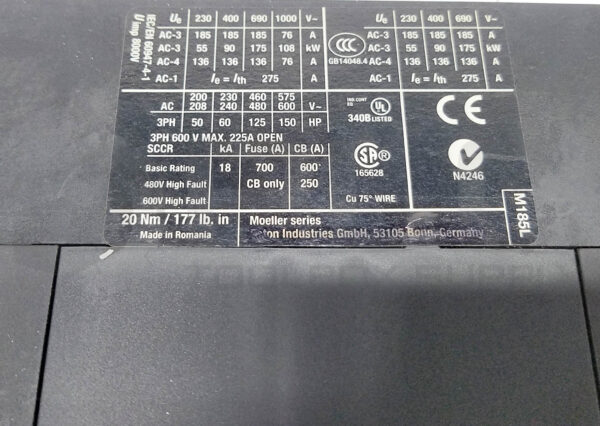 IEC/EN 60947-4-1
U imp 8000V
Ue 230 400 690 1000 V~
AC-3 185 185 185 76 A
AC-3 55 90 175 108 kW
AC-4 136 136 136 76 A
AC-1 Ie = Ith 275 A
CCC
GB14048.4
Ue 230 400 690 V~
AC-3 185 185 185 A
AC-3 55 90 175 kW
AC-4 136 136 136 A
AC-1 Ie = Ith 275 A
200 230 460 575
AC 208 240 480 600 V~
3PH 50 60 125 150 HP
3PH 600 V MAX. 225A OPEN
SCCR kA Fuse (A) CB (A)
Basic Rating 18 700 600
480V High Fault CB only 250
600V High Fault
IND.CONT
EQ
UL
340B LISTED
SA
165628
Cu 75° WIRE
CE
N4246
M185L
20 Nm / 177 lb. in
Made in Romania
Moeller series
Industries GmbH, 53105 Bonn, Germany